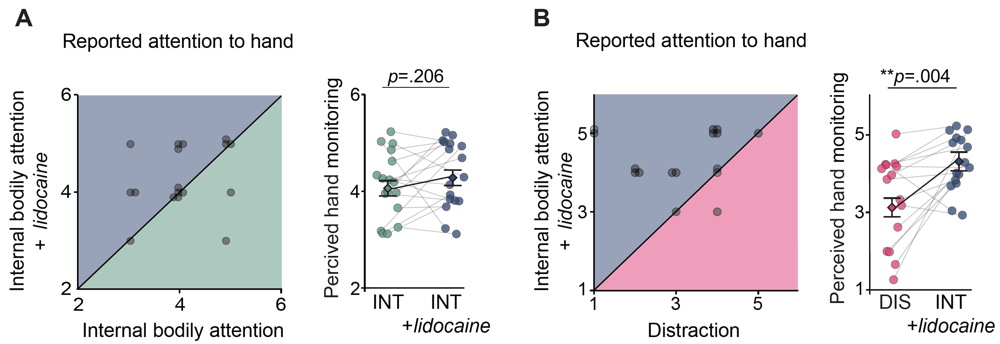 A
Reported attention to hand
Internal bodily attention
+ lidocaine
6
4
2
2
4
6
Internal bodily attention
p=.206
Percived hand monitoring
6
4
2
INT
INT
+lidocaine
B
Reported attention to hand
Internal bodily attention
+ lidocaine
5
3
1
1
3
5
Distraction
**p=.004
Perceived hand monitoring
5
3
1
DIS
INT
+lidocaine